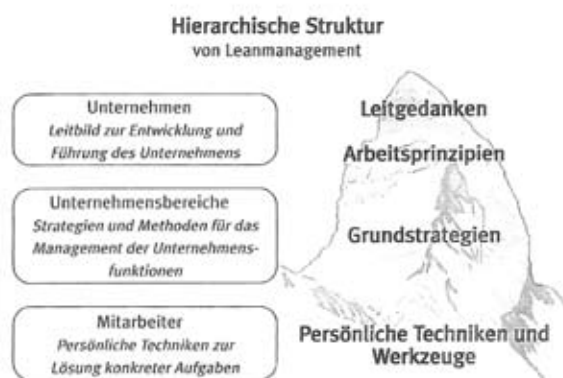 Hierarchische Struktur
von Leanmanagement
Unternehmen
Leitbild zur Entwicklung und
Führung des Unternehmens
Unternehmensbereiche
Strategien und Methoden für das
Management der Unternehmens-
funktionen
Mitarbeiter
Persönliche Techniken zur
Lösung konkreter Aufgaben
Leitgedanken
Arbeitsprinzipien
Grundstrategien
Persönliche Techniken und
Werkzeuge